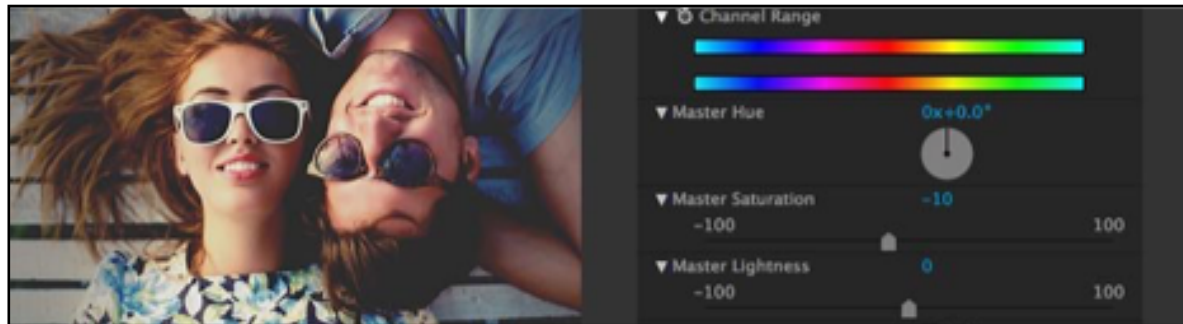 Channel Range
Master Hue 0x+0.0°
Master Saturation -10
-100 100
Master Lightness 0
-100 100